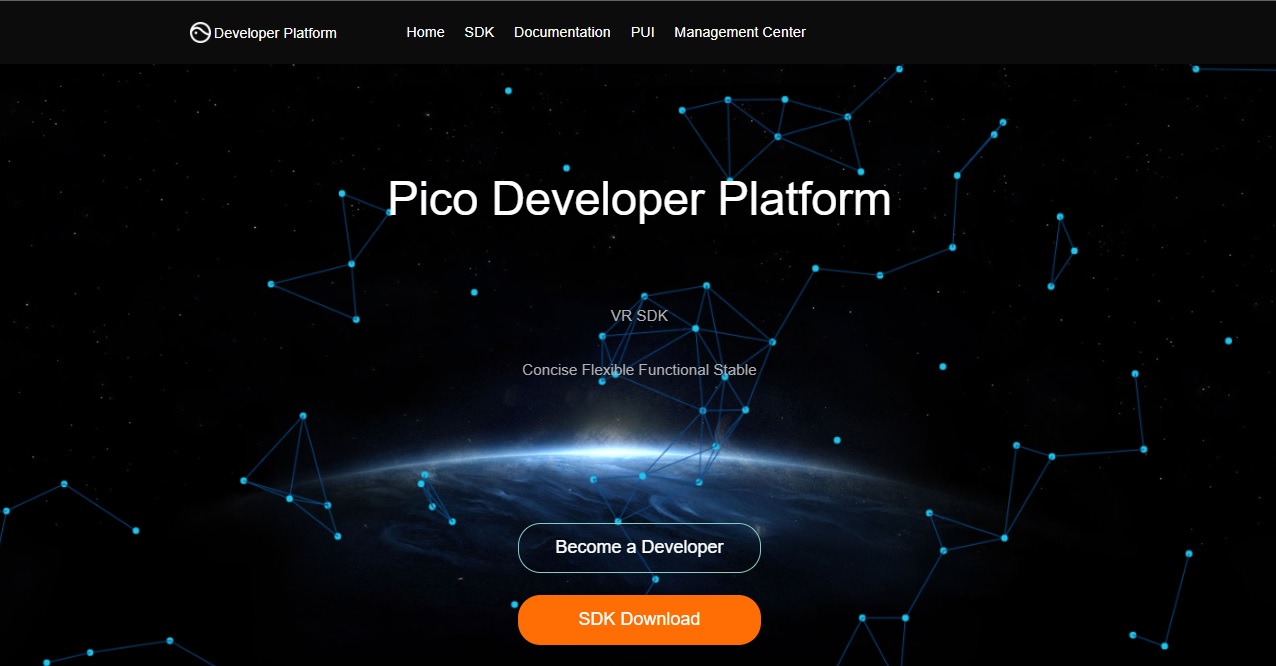 Developer Platform Home SDK Documentation PUI Management Center
Pico Developer Platform
VR SDK
Concise Flexible Functional Stable
Become a Developer
SDK Download